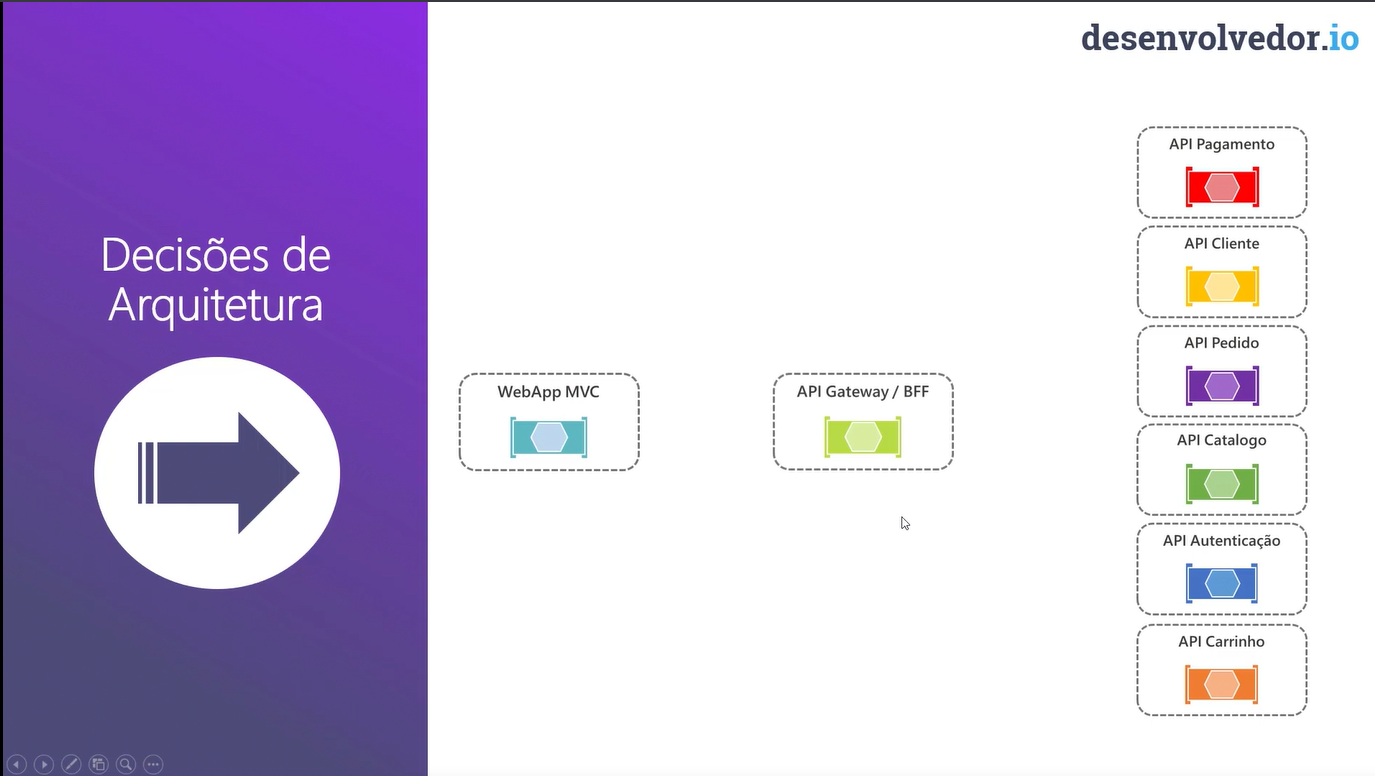 desenvolvedor.io
Decisões de
Arquitetura
WebApp MVC
API Gateway / BFF
API Pagamento
API Cliente
API Pedido
API Catalogo
API Autenticação
API Carrinho